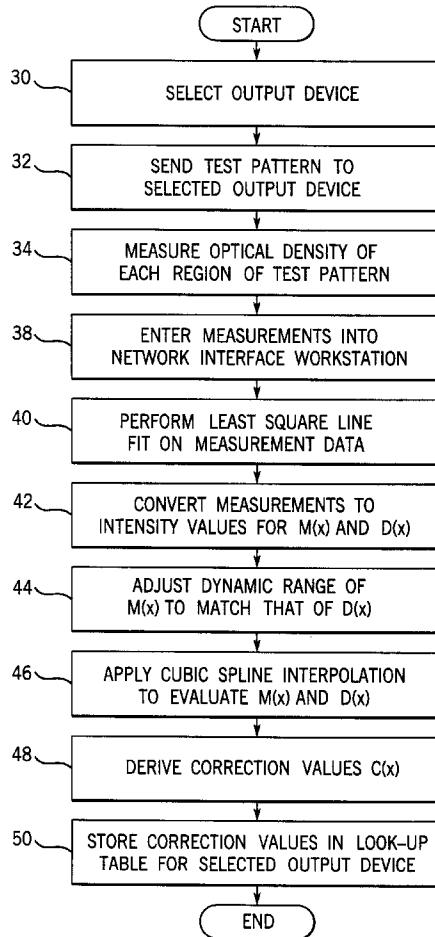 START
30
SELECT OUTPUT DEVICE
32
SEND TEST PATTERN TO
SELECTED OUTPUT DEVICE
34
MEASURE OPTICAL DENSITY OF
EACH REGION OF TEST PATTERN
38
ENTER MEASUREMENTS INTO
NETWORK INTERFACE WORKSTATION
40
PERFORM LEAST SQUARE LINE
FIT ON MEASUREMENT DATA
42
CONVERT MEASUREMENTS TO
INTENSITY VALUES FOR M(x) AND D(x)
44
ADJUST DYNAMIC RANGE OF
M(x) TO MATCH THAT OF D(x)
46
APPLY CUBIC SPLINE INTERPOLATION
TO EVALUATE M(x) AND D(x)
48
DERIVE CORRECTION VALUES C(x)
50
STORE CORRECTION VALUES IN LOOK-UP
TABLE FOR SELECTED OUTPUT DEVICE
END